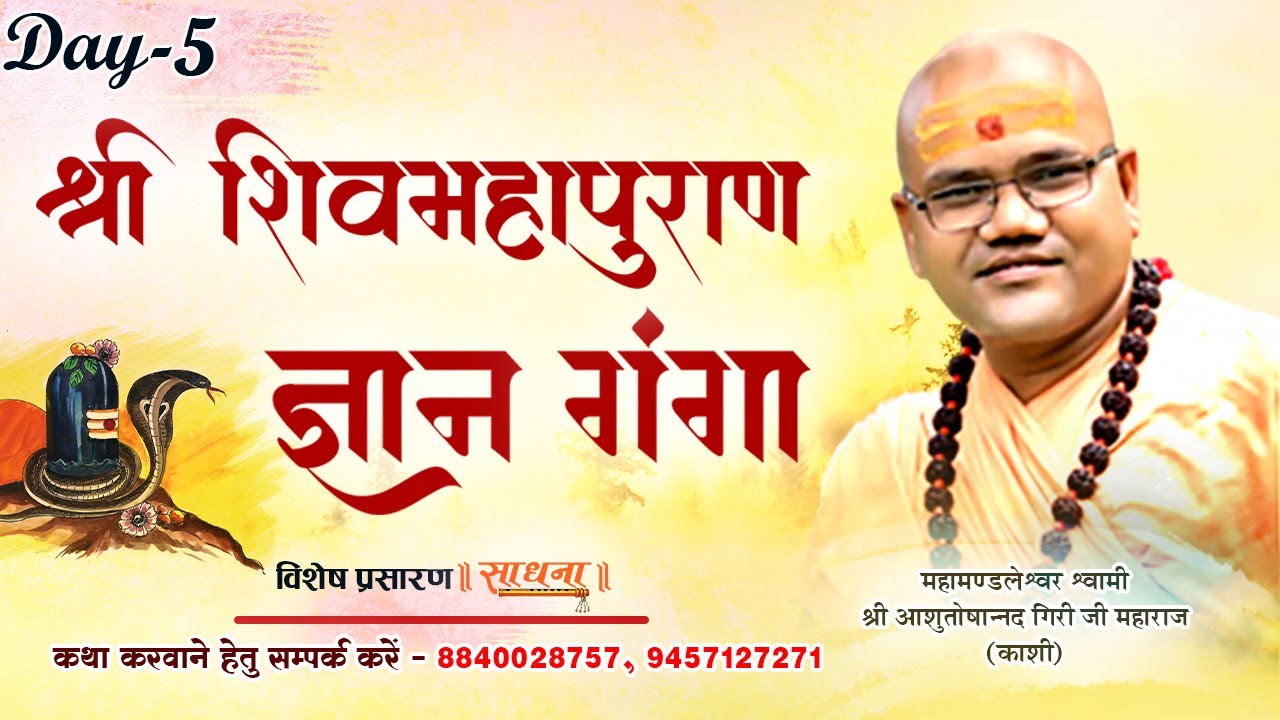 Day-5
श्री शिवमहापुराण
ज्ञान गंगा
विशेष प्रसारण ॥ साधना ॥
कथा करवाने हेतु सम्पर्क करें - 8840028757, 9457127271
महामण्डलेश्वर श्वामी
श्री आशुतोषान्नद गिरी जी महाराज
(काशी)